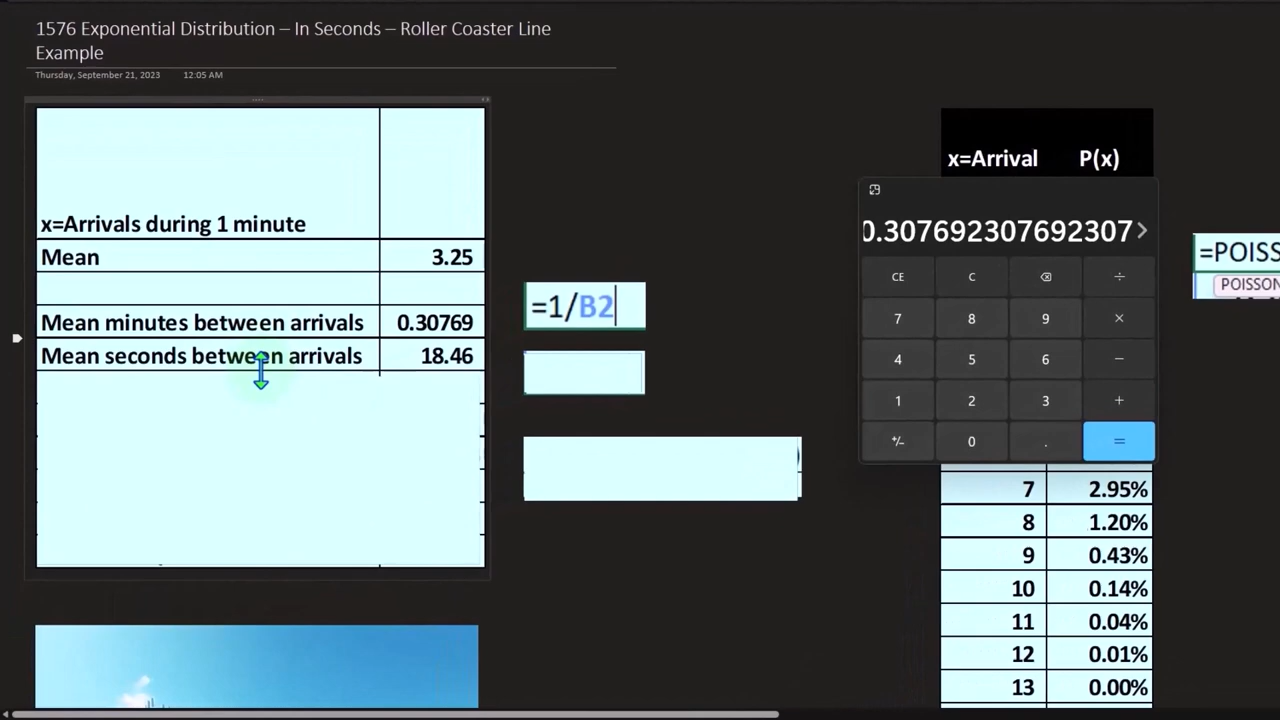 1576 Exponential Distribution – In Seconds – Roller Coaster Line
Example
Thursday, September 21, 2023 12:05 AM
x=Arrivals during 1 minute
Mean 3.25
Mean minutes between arrivals 0.30769
Mean seconds between arrivals 18.46
=1/B2
x=Arrival P(x)
0.307692307692307
CE C ÷
7 8 9 ×
4 5 6 −
1 2 3 +
+/− 0 . =
7 2.95%
8 1.20%
9 0.43%
10 0.14%
11 0.04%
12 0.01%
13 0.00%
=POISS
POISSON